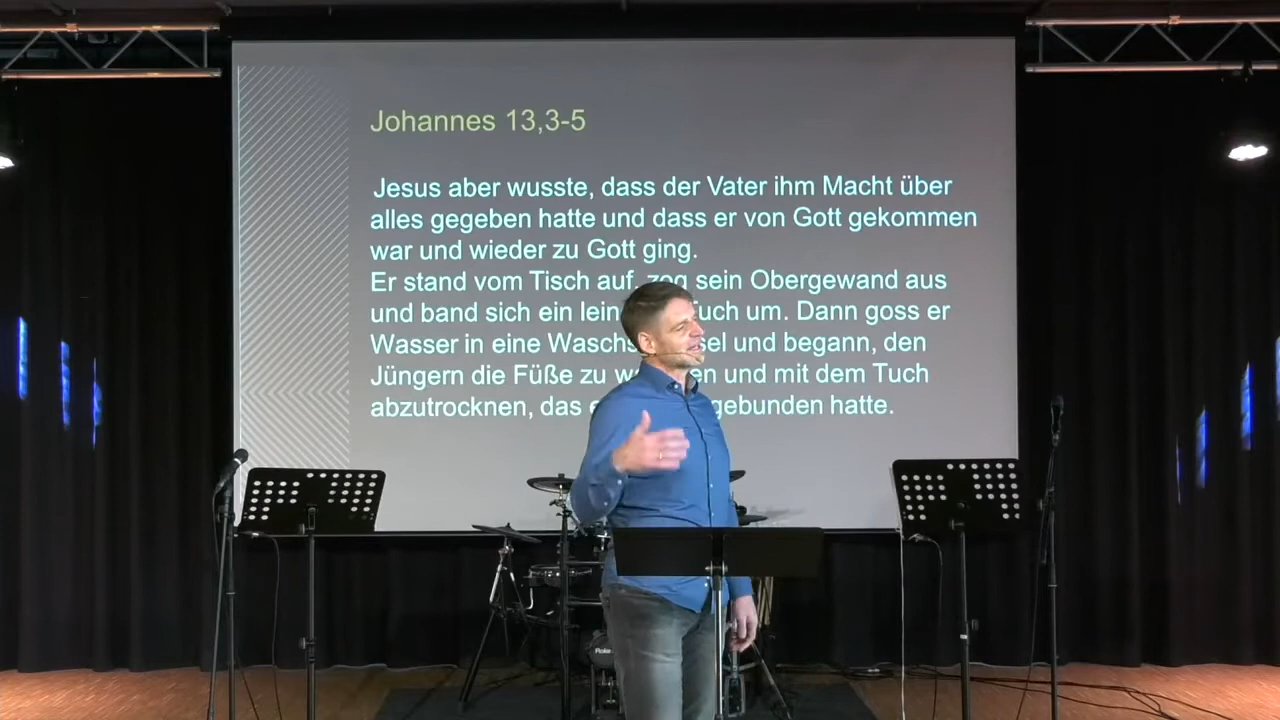 Johannes 13,3-5
Jesus aber wusste, dass der Vater ihm Macht über
alles gegeben hatte und dass er von Gott gekommen
war und wieder zu Gott ging.
Er stand vom Tisch auf, zog sein Obergewand aus
und band sich ein Tuch um. Dann goss er
Wasser in eine und begann, den
Jüngern die Füße zu und mit dem Tuch
abzutrocknen, das gebunden hatte.
Roland